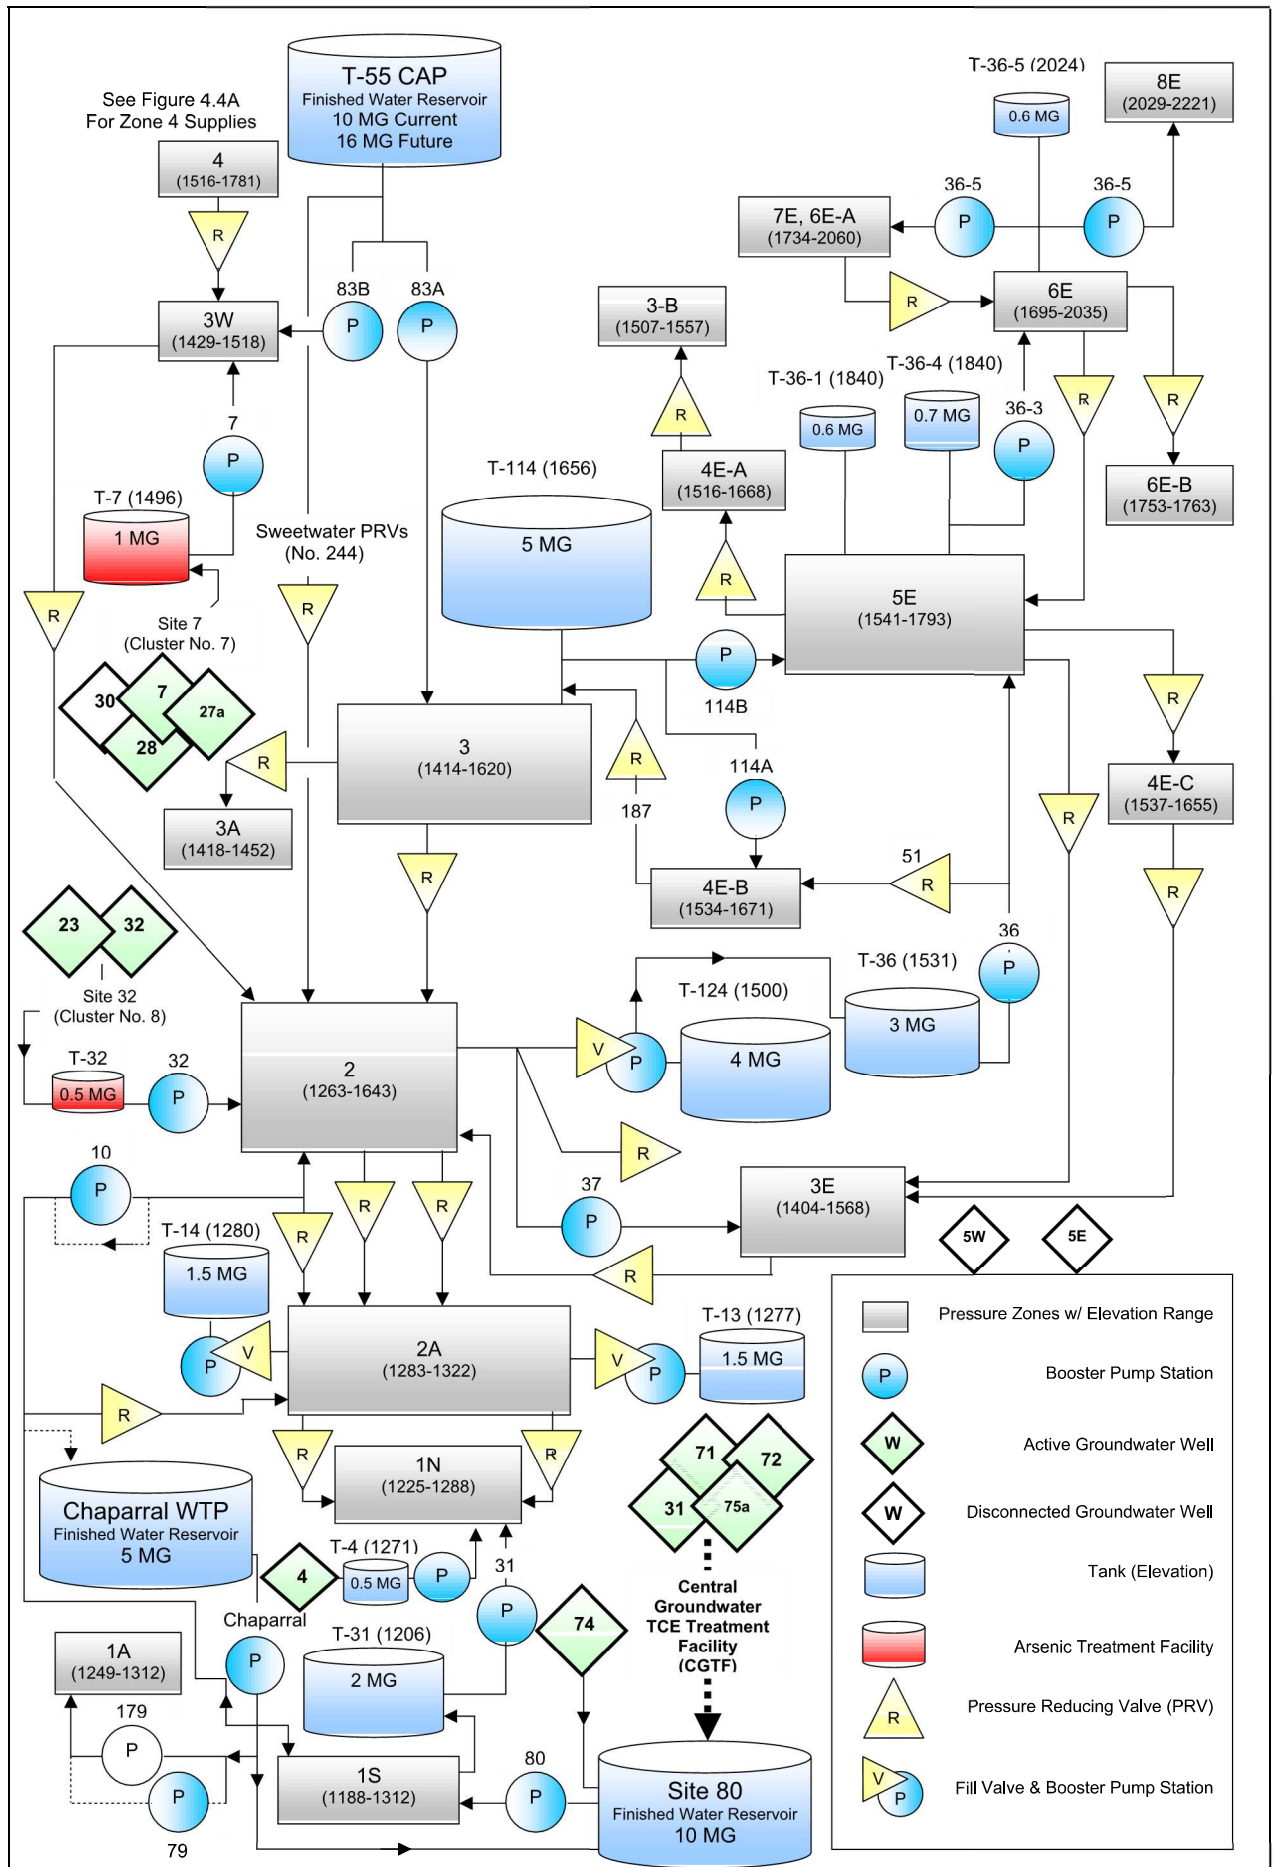 T-55 CAP
Finished Water Reservoir
10 MG Current
16 MG Future
See Figure 4.4A
For Zone 4 Supplies
4
(1516-1781)
R
T-36-5 (2024)
0.6 MG
8E
(2029-2221)
36-5
P
36-5
P
7E, 6E-A
(1734-2060)
R
6E
(1695-2035)
83B
P
83A
P
3W
(1429-1518)
3-B
(1507-1557)
R
T-36-1 (1840)
0.6 MG
T-36-4 (1840)
0.7 MG
36-3
P
R
R
7
P
T-7 (1496)
1 MG
T-114 (1656)
5 MG
4E-A
(1516-1668)
6E-B
(1753-1763)
Sweetwater PRVs
(No. 244)
R
R
R
5E
(1541-1793)
Site 7
(Cluster No. 7)
30
7
27a
28
P
114B
R
3
(1414-1620)
R
R
187
114A
P
4E-C
(1537-1655)
R
3A
(1418-1452)
R
51
R
4E-B
(1534-1671)
R
23
32
Site 32
(Cluster No. 8)
36
P
T-36 (1531)
3 MG
T-124 (1500)
4 MG
V
P
2
(1263-1643)
T-32
0.5 MG
32
P
R
10
P
37
P
3E
(1404-1568)
R
R
R
R
T-14 (1280)
1.5 MG
5W
5E
P
V
2A
(1283-1322)
V
P
T-13 (1277)
1.5 MG
R
R
R
1N
(1225-1288)
71
72
31
75a
Chaparral WTP
Finished Water Reservoir
5 MG
4
T-4 (1271)
0.5 MG
P
31
P
74
Central
Groundwater
TCE Treatment
Facility
(CGTF)
Chaparral
P
1A
(1249-1312)
T-31 (1206)
2 MG
179
P
P
79
1S
(1188-1312)
80
P
Site 80
Finished Water Reservoir
10 MG
Pressure Zones w/ Elevation Range
P
Booster Pump Station
W
Active Groundwater Well
W
Disconnected Groundwater Well
Tank (Elevation)
Arsenic Treatment Facility
R
Pressure Reducing Valve (PRV)
V
P
Fill Valve & Booster Pump Station